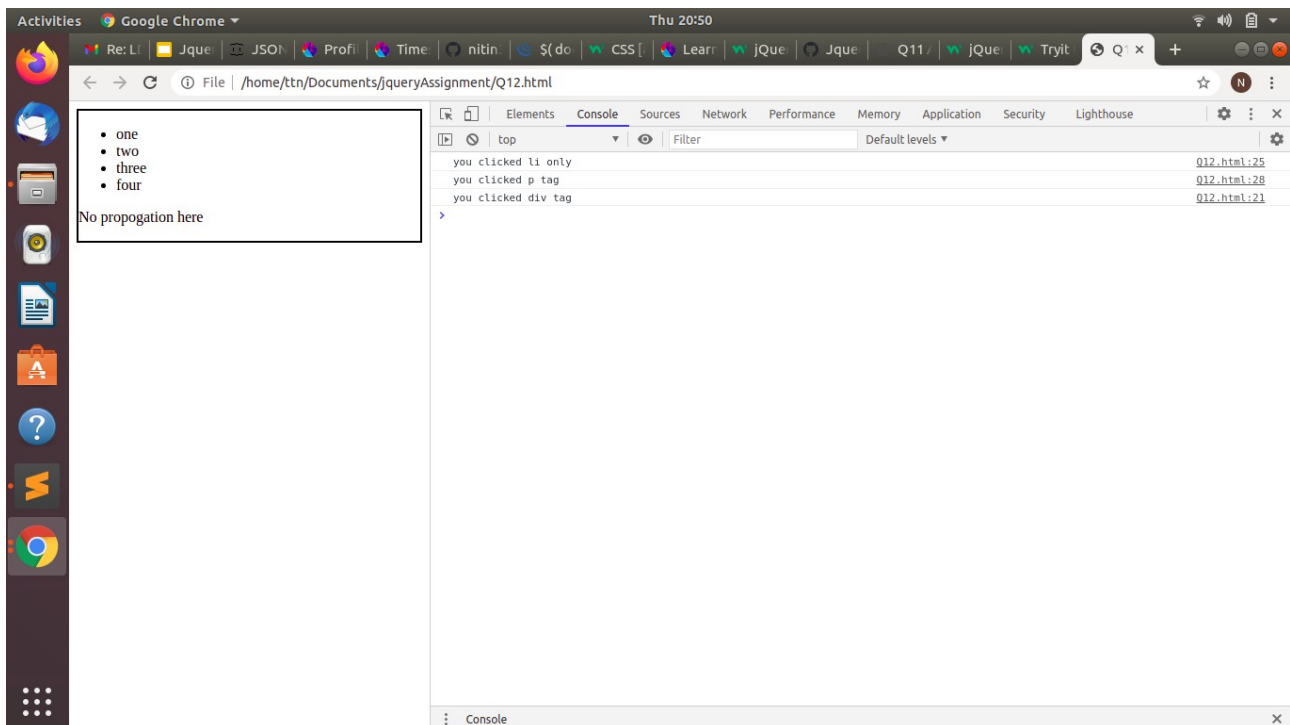 Activities Google Chrome Thu 20:50
Re: L Jque JSON Profi Time nitin $( do CSS [ Learr jQue Jque Q11 / jQue Tryit Q1
File /home/ttn/Documents/jqueryAssignment/Q12.html N
Elements Console Sources Network Performance Memory Application Security Lighthouse
top Filter Default levels
one
two
three
four
No propogation here
you clicked li only Q12.html:25
you clicked p tag Q12.html:28
you clicked div tag Q12.html:21
Console